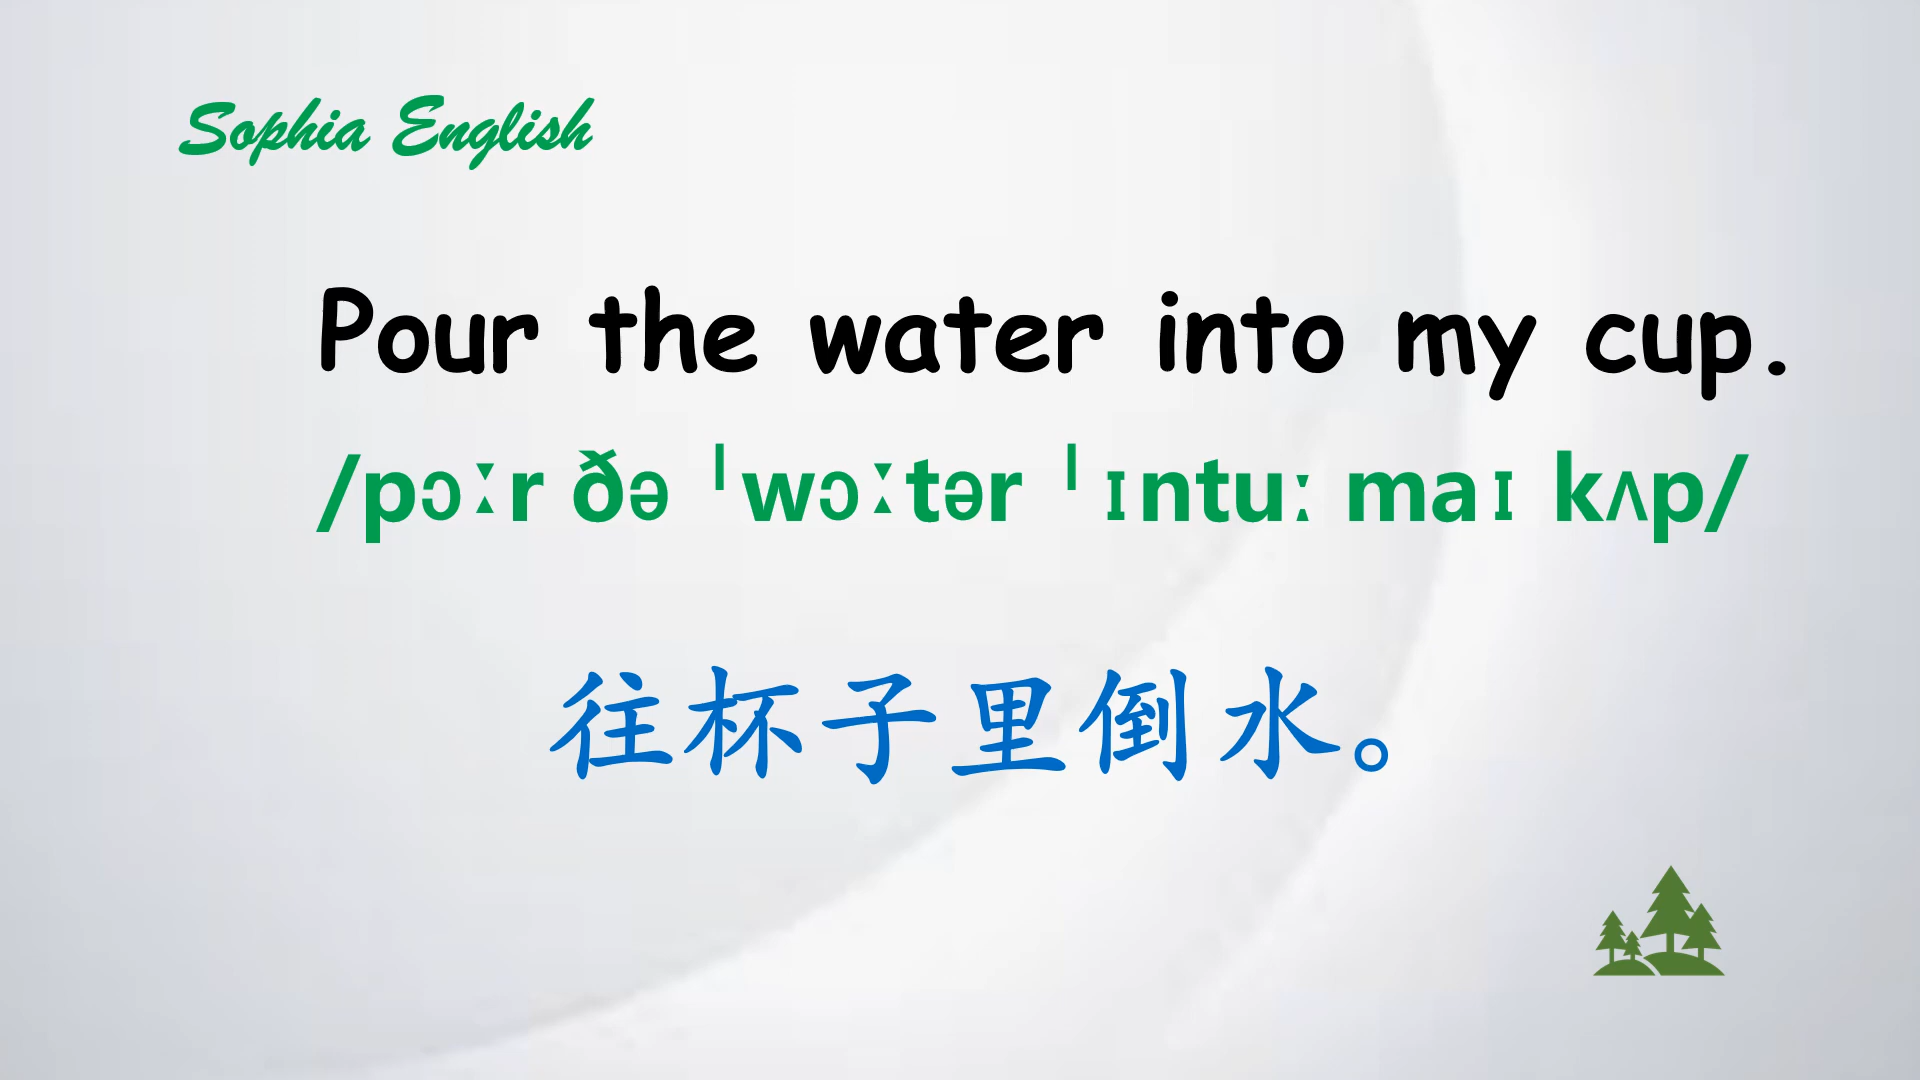 Sophia English
Pour the water into my cup.
/pɔːr ðə ˈwɔːtər ˈɪntuː maɪ kʌp/
往杯子里倒水。